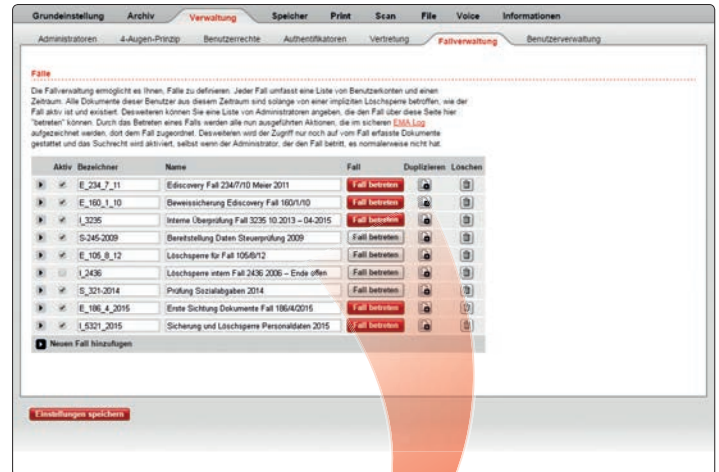 Grundeinstellung Archiv Verwaltung Speicher Print Scan File Voice Informationen
Administratoren 4-Augen-Prinzip Benutzerrechte Authentifikatoren Vertretung Fallverwaltung Benutzerverwaltung
Fälle
Die Fallverwaltung ermöglicht es Ihnen, Fälle zu definieren. Jeder Fall umfasst eine Liste von Benutzerkonten und einen
Zeitraum. Alle Dokumente dieser Benutzer aus diesem Zeitraum sind solange von einer impliziten Löschsperre betroffen, wie der
Fall aktiv ist und existiert. Desweiteren können Sie eine Liste von Administratoren angeben, die den Fall über diese Seite hier
"betreten" können. Durch das Betreten eines Falls werden alle nun ausgeführten Aktionen, die im sicheren EMA Log
aufgezeichnet werden, dort dem Fall zugeordnet. Desweiteren wird der Zugriff nur noch auf vom Fall erfasste Dokumente
gestattet und das Suchrecht wird aktiviert, selbst wenn der Administrator, der den Fall betritt, es normalerweise nicht hat.
Aktiv Bezeichner Name Fall Duplizieren Löschen
E_234_7_11 Ediscovery Fall 234/7/10 Meier 2011 Fall betreten
E_160_1_10 Beweissicherung Ediscovery Fall 160/1/10 Fall betreten
I_3235 Interne Überprüfung Fall 3235 10.2013 – 04-2015 Fall betreten
S-245-2009 Bereitstellung Daten Steuerprüfung 2009 Fall betreten
E_105_8_12 Löschsperre für Fall 105/8/12 Fall betreten
I_2436 Löschsperre intern Fall 2436 2006 – Ende offen Fall betreten
S_321-2014 Prüfung Sozialabgaben 2014 Fall betreten
E_186_4_2015 Erste Sichtung Dokumente Fall 186/4/2015 Fall betreten
I_5321_2015 Sicherung und Löschsperre Personaldaten 2015 Fall betreten
Neuen Fall hinzufügen
Einstellungen speichern